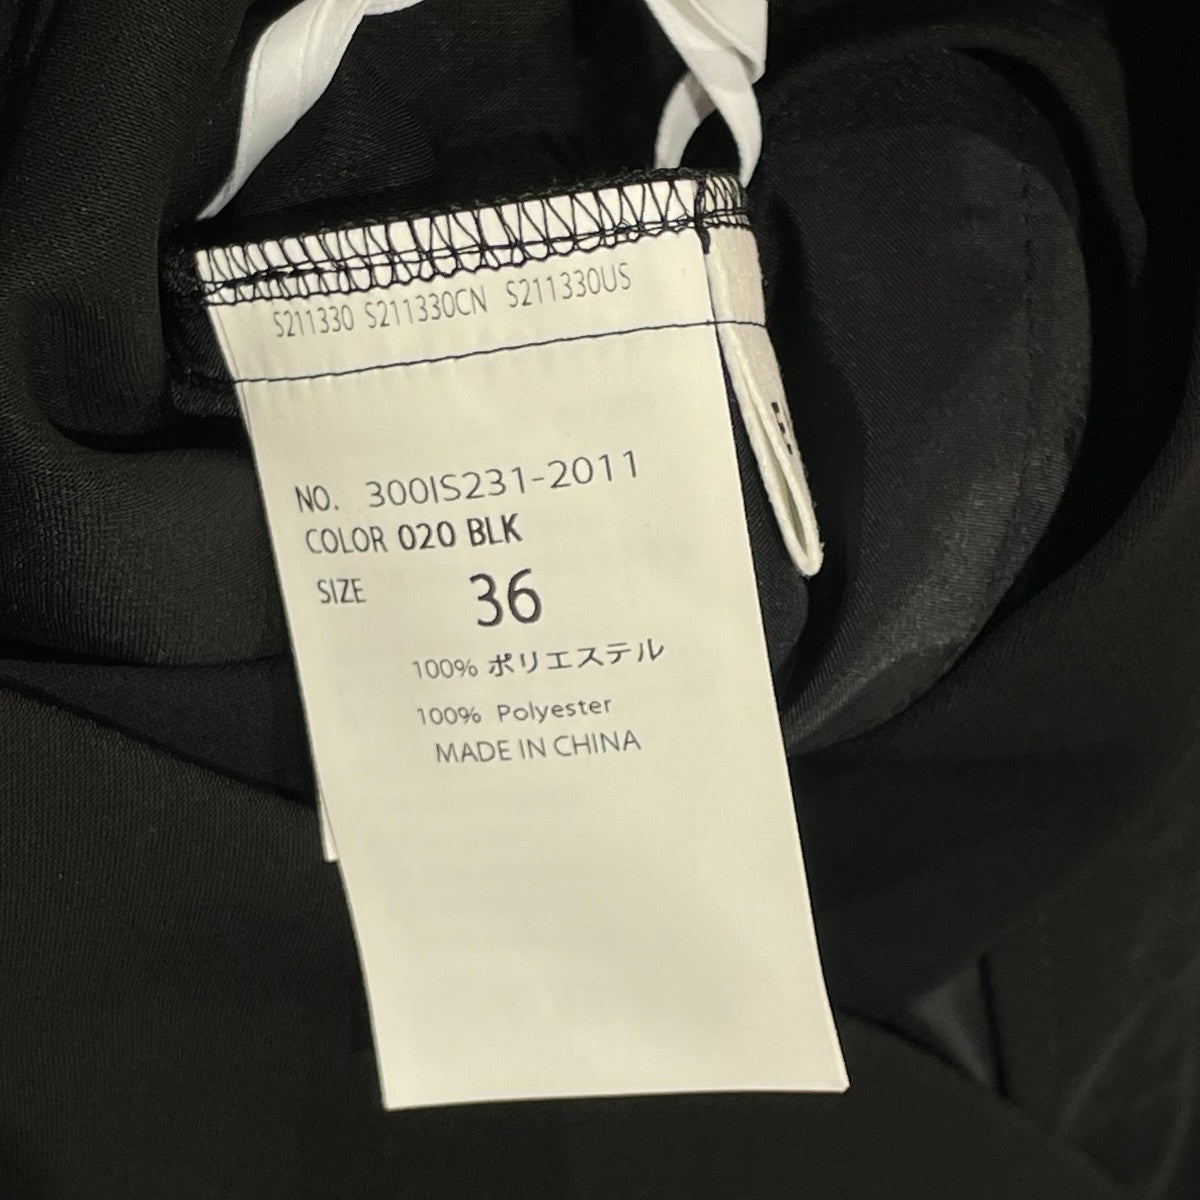 S211330 S211330CN S211330US
NO. 300IS231-2011
COLOR 020 BLK
SIZE 36
100% ポリエステル
100% Polyester
MADE IN CHINA